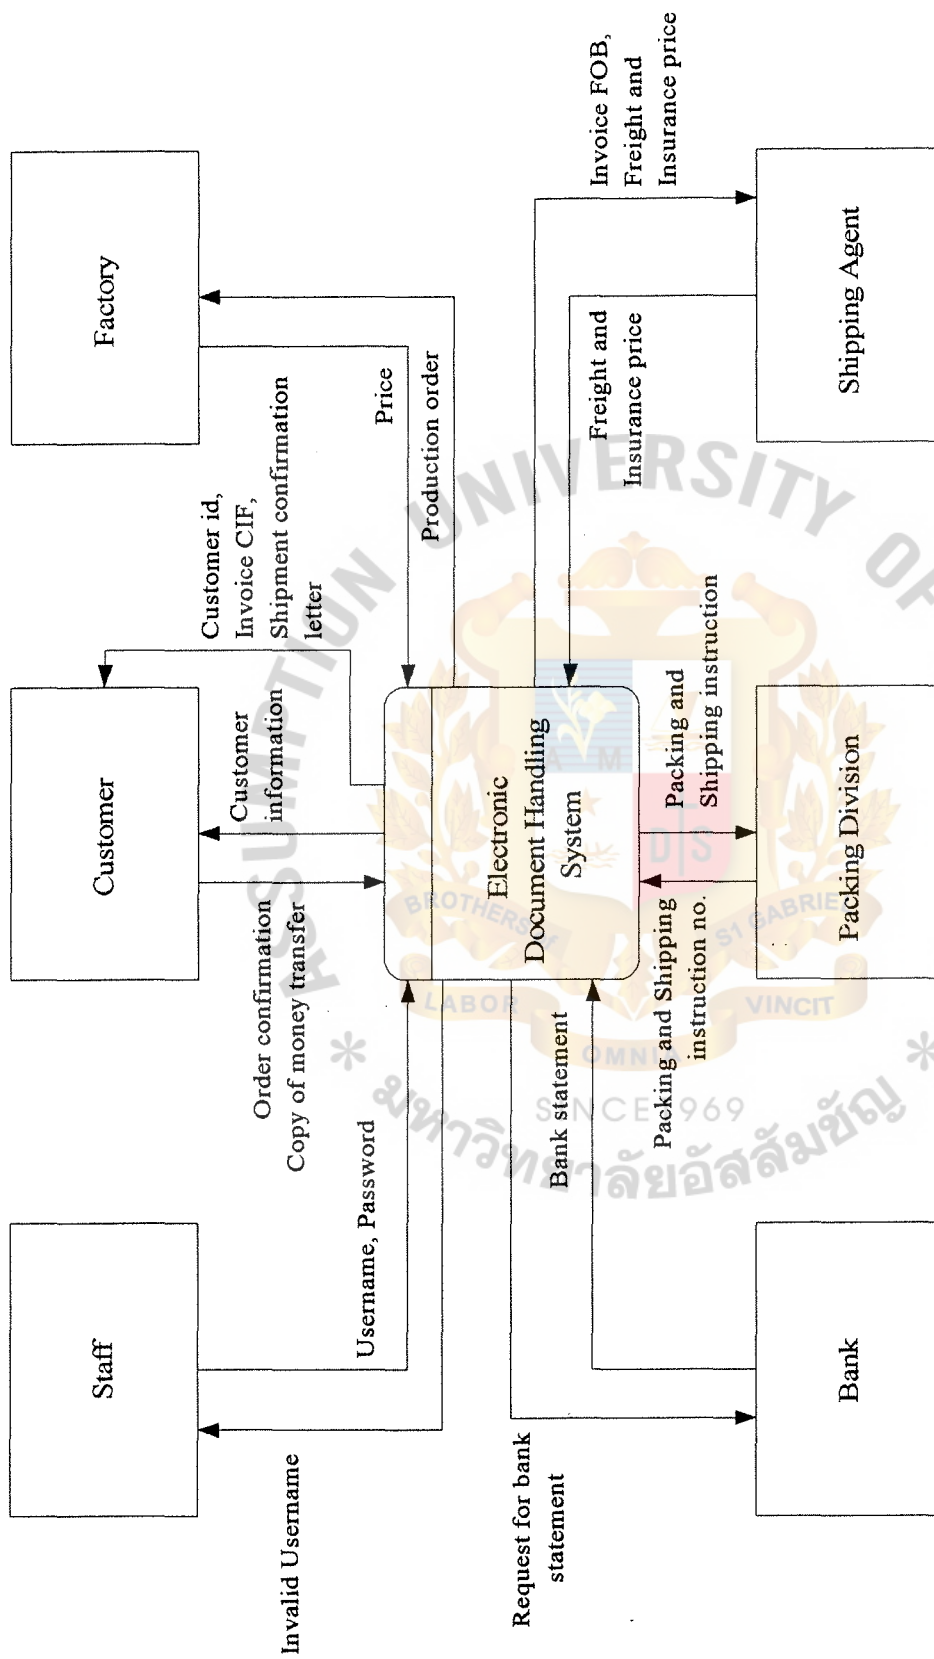 Staff
Customer
Factory
Invalid Username
Username, Password
Order confirmation
Copy of money transfer
Customer
information
Customer id,
Invoice CIF,
Shipment confirmation
letter
Price
Production order
Electronic
Document Handling
System
Request for bank
statement
Bank statement
Packing and Shipping
instruction no.
Packing and
Shipping instruction
Freight and
Insurance price
Invoice FOB,
Freight and
Insurance price
Bank
Packing Division
Shipping Agent
ASSUMPTION UNIVERSITY OF
A M
D S
BROTHERS of
ST GABRIEL
LABOR
OMNIA
VINCIT
SINCE 1969
* มหาวิทยาลัยอัสสัมชัญ *